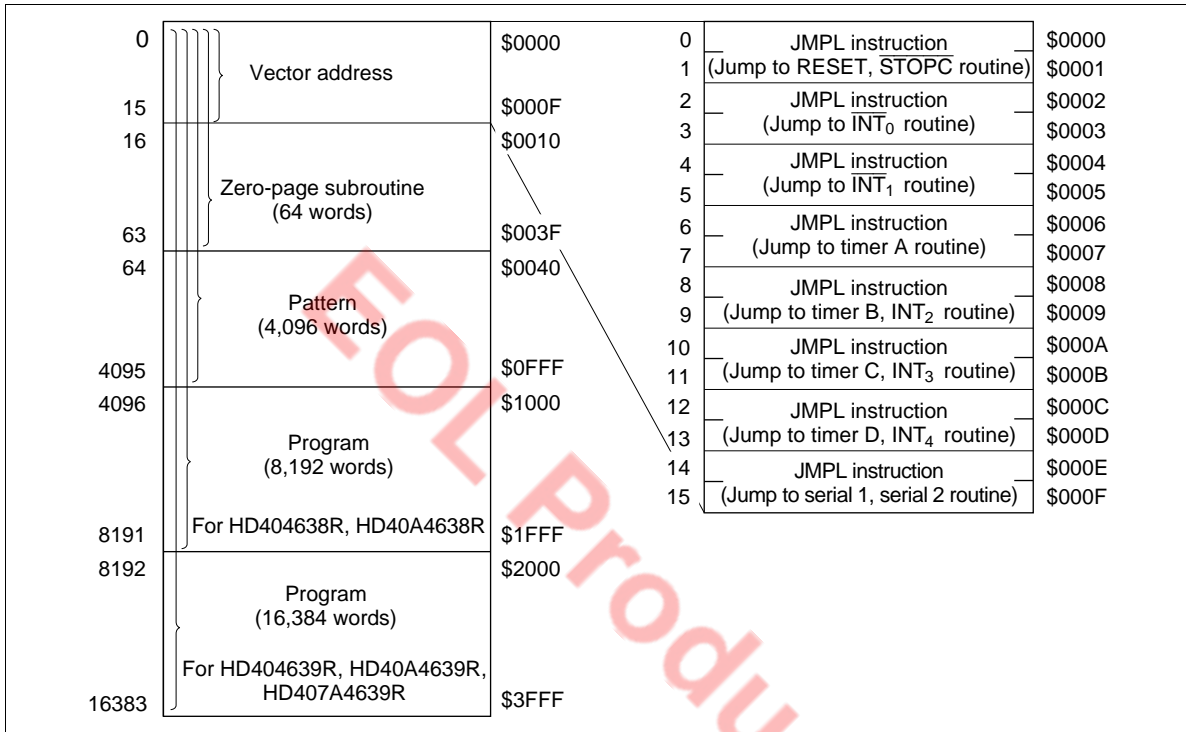 0
$0000
Vector address
15
$000F
16
$0010
Zero-page subroutine
(64 words)
63
$003F
64
$0040
Pattern
(4,096 words)
4095
$0FFF
4096
$1000
Program
(8,192 words)
For HD404638R, HD40A4638R
8191
$1FFF
8192
$2000
Program
(16,384 words)
For HD404639R, HD40A4639R,
HD407A4639R
16383
$3FFF
0
JMPL instruction
$0000
1
(Jump to RESET, STOPC routine)
$0001
2
JMPL instruction
$0002
3
(Jump to INT0 routine)
$0003
4
JMPL instruction
$0004
5
(Jump to INT1 routine)
$0005
6
JMPL instruction
$0006
7
(Jump to timer A routine)
$0007
8
JMPL instruction
$0008
9
(Jump to timer B, INT2 routine)
$0009
10
JMPL instruction
$000A
11
(Jump to timer C, INT3 routine)
$000B
12
JMPL instruction
$000C
13
(Jump to timer D, INT4 routine)
$000D
14
JMPL instruction
$000E
15
(Jump to serial 1, serial 2 routine)
$000F
EOL Produ